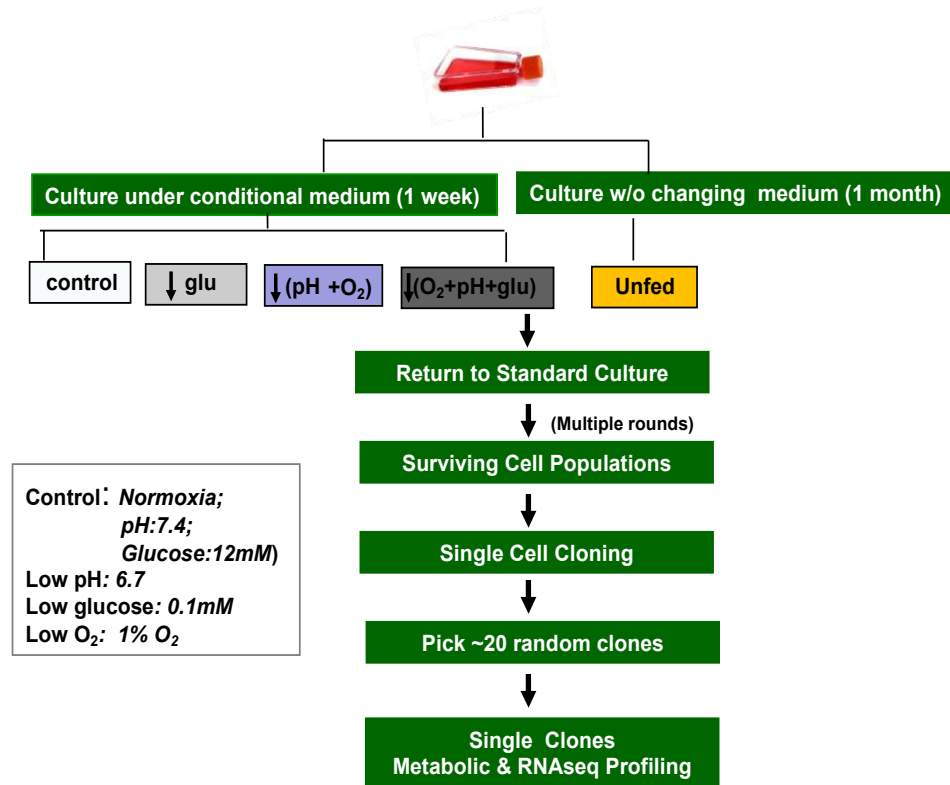 Culture under conditional medium (1 week)
Culture w/o changing medium (1 month)
control
↓ glu
↓(pH +O₂)
↓(O₂+pH+glu)
Unfed
Return to Standard Culture
(Multiple rounds)
Surviving Cell Populations
Single Cell Cloning
Pick ~20 random clones
Single Clones
Metabolic & RNAseq Profiling
Control: Normoxia;
pH:7.4;
Glucose:12mM)
Low pH: 6.7
Low glucose: 0.1mM
Low O₂: 1% O₂